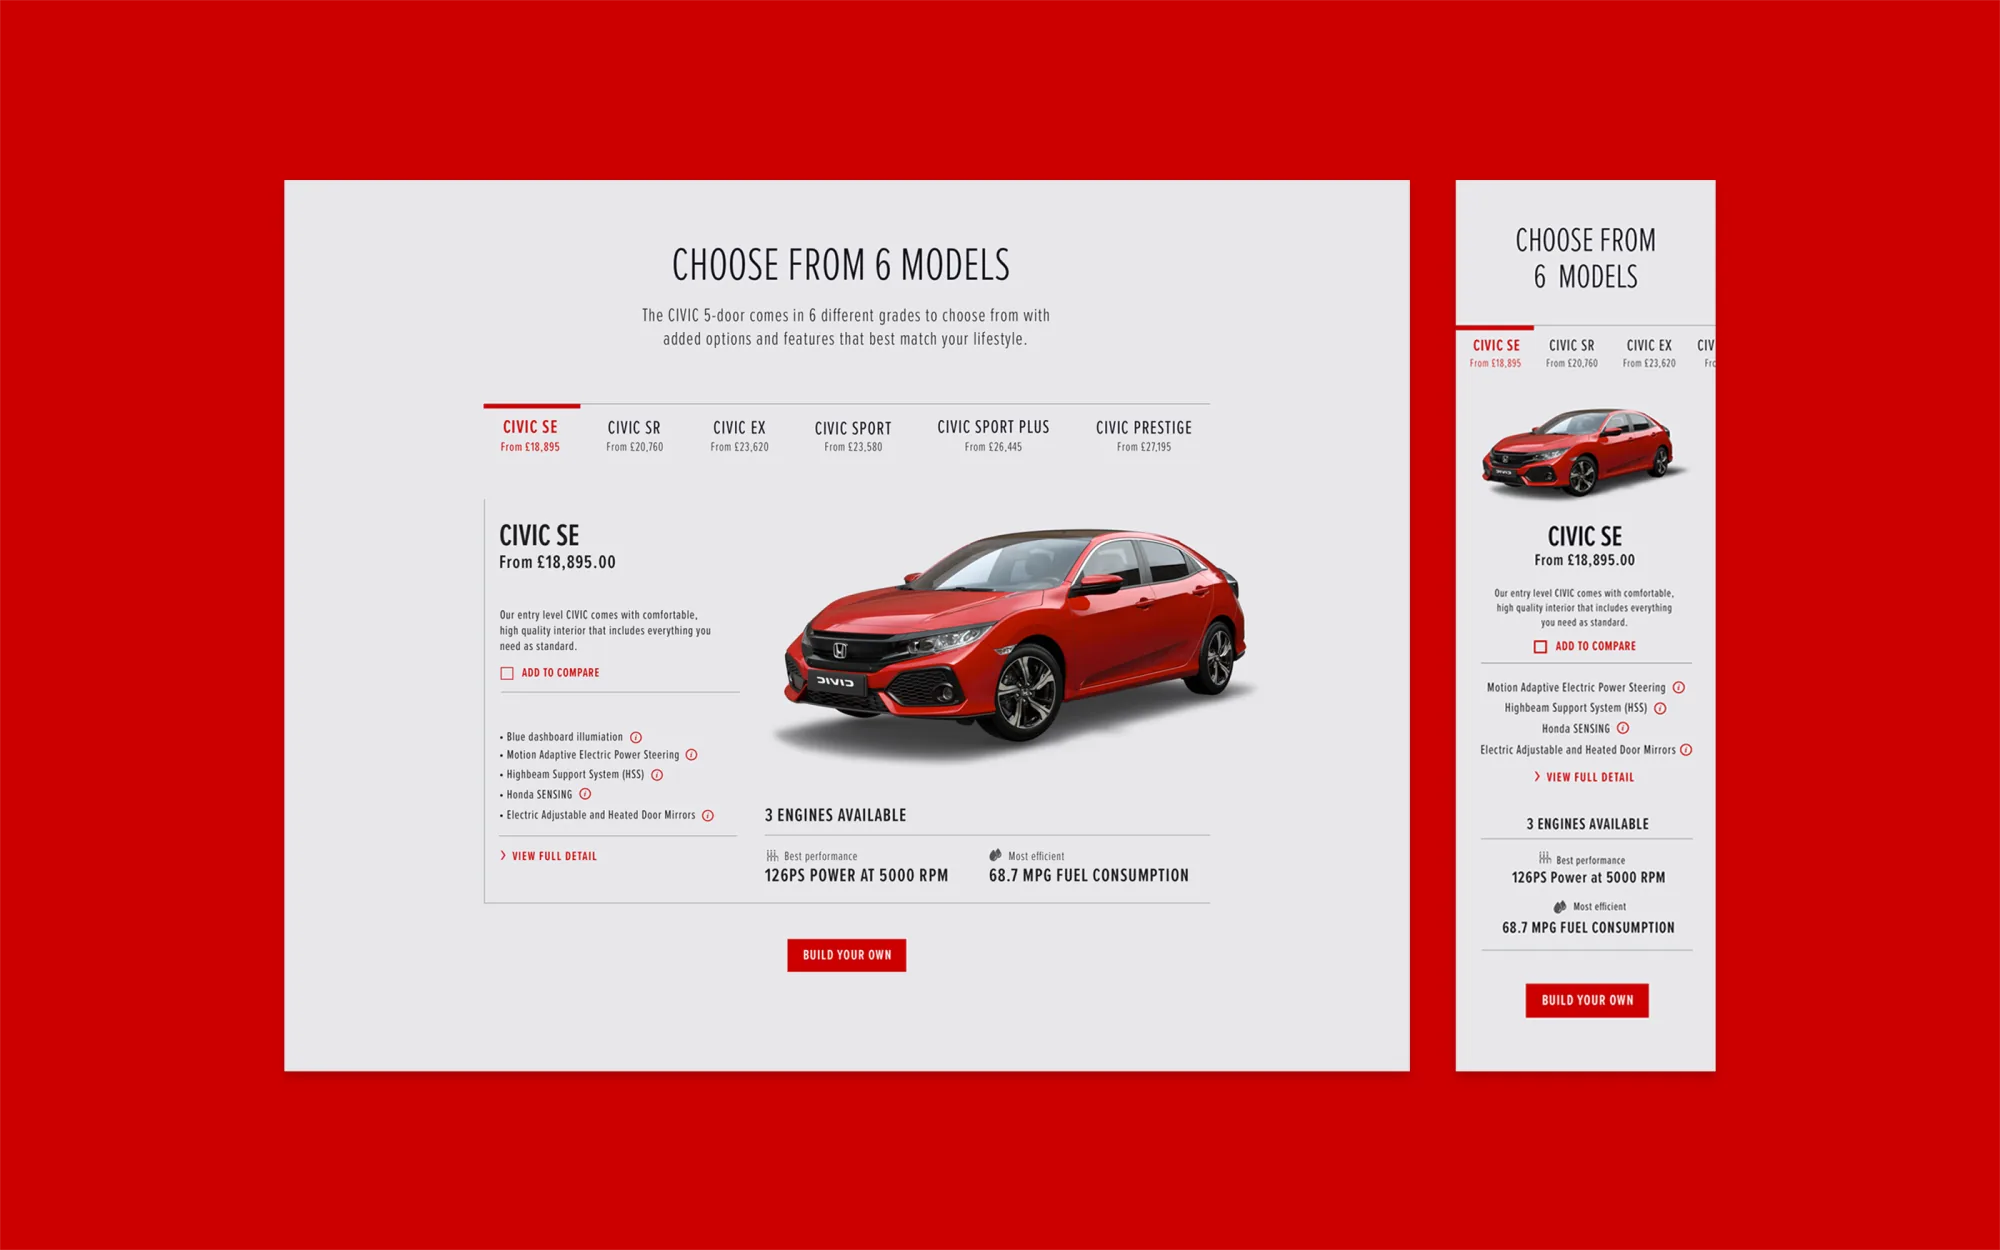 CHOOSE FROM 6 MODELS
The CIVIC 5-door comes in 6 different grades to choose from with
added options and features that best match your lifestyle.
CIVIC SE
From £18,895
CIVIC SR
From £20,760
CIVIC EX
From £23,620
CIVIC SPORT
From £23,580
CIVIC SPORT PLUS
From £26,445
CIVIC PRESTIGE
From £27,195
CIVIC SE
From £18,895.00
Our entry level CIVIC comes with comfortable,
high quality interior that includes everything you
need as standard.
ADD TO COMPARE
• Blue dashboard illumiation
• Motion Adaptive Electric Power Steering
• Highbeam Support System (HSS)
• Honda SENSING
• Electric Adjustable and Heated Door Mirrors
VIEW FULL DETAIL
CIVIC
3 ENGINES AVAILABLE
Best performance
126PS POWER AT 5000 RPM
Most efficient
68.7 MPG FUEL CONSUMPTION
BUILD YOUR OWN
CHOOSE FROM
6 MODELS
CIVIC SE
From £18,895
CIVIC SR
From £20,760
CIVIC EX
From £23,620
CIV
Fro
CIVIC
CIVIC SE
From £18,895.00
Our entry level CIVIC comes with comfortable,
high quality interior that includes everything
you need as standard.
ADD TO COMPARE
Motion Adaptive Electric Power Steering
Highbeam Support System (HSS)
Honda SENSING
Electric Adjustable and Heated Door Mirrors
VIEW FULL DETAIL
3 ENGINES AVAILABLE
Best performance
126PS Power at 5000 RPM
Most efficient
68.7 MPG FUEL CONSUMPTION
BUILD YOUR OWN